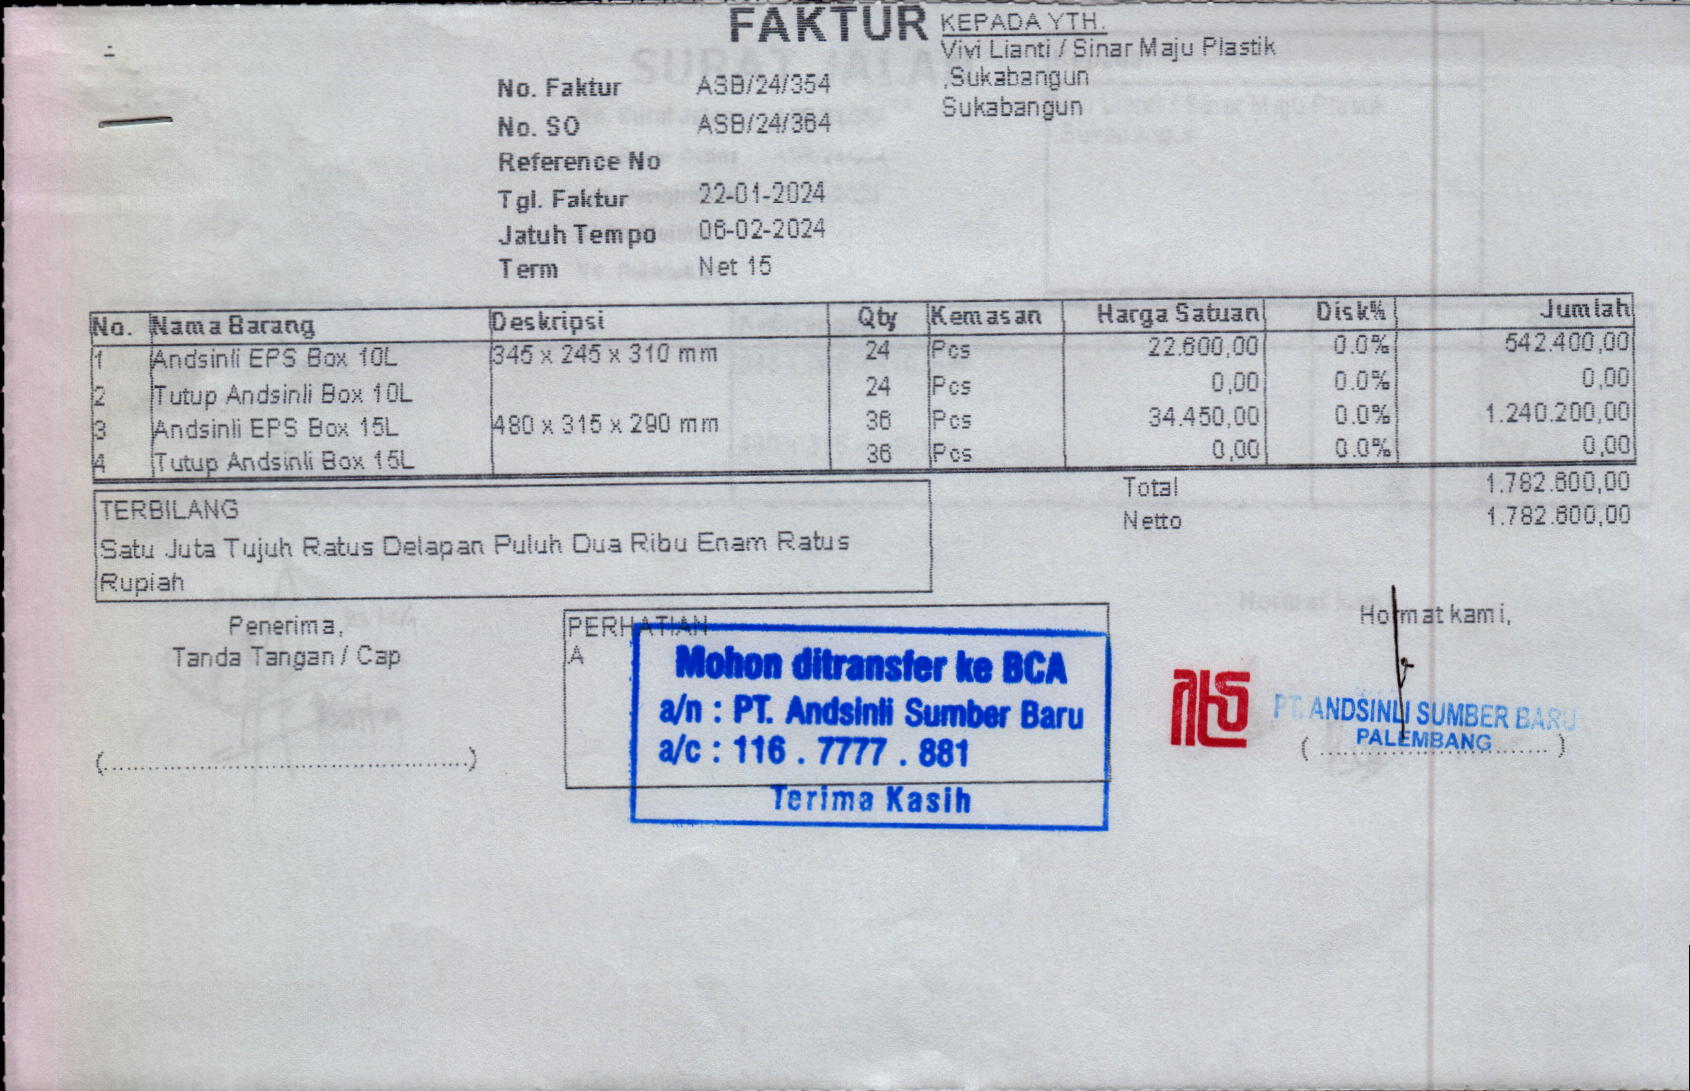 FAKTUR
KEPADA YTH.
Vivi Lianti / Sinar Maju Plastik
,Sukabangun
Sukabangun
No. Faktur ASB/24/354
No. SO ASB/24/364
Reference No
Tgl. Faktur 22-01-2024
Jatuh Tempo 06-02-2024
Term Net 15
No. Nama Barang Deskripsi Qty Kemasan Harga Satuan Disk% Jumlah
1 Andsinli EPS Box 10L 345 x 245 x 310 mm 24 Pcs 22.600,00 0.0% 542.400,00
2 Tutup Andsinli Box 10L 24 Pcs 0,00 0.0% 0,00
3 Andsinli EPS Box 15L 480 x 315 x 290 mm 36 Pcs 34.450,00 0.0% 1.240.200,00
4 Tutup Andsinli Box 15L 36 Pcs 0,00 0.0% 0,00
Total 1.782.600,00
Netto 1.782.600,00
TERBILANG
Satu Juta Tujuh Ratus Delapan Puluh Dua Ribu Enam Ratus
Rupiah
Penerima,
Tanda Tangan / Cap
(..........................................)
PERHATIAN
A
Mohon ditransfer ke BCA
a/n : PT. Andsinli Sumber Baru
a/c : 116 . 7777 . 881
Terima Kasih
Hormat kami,
PT. ANDSINLI SUMBER BARU
PALEMBANG